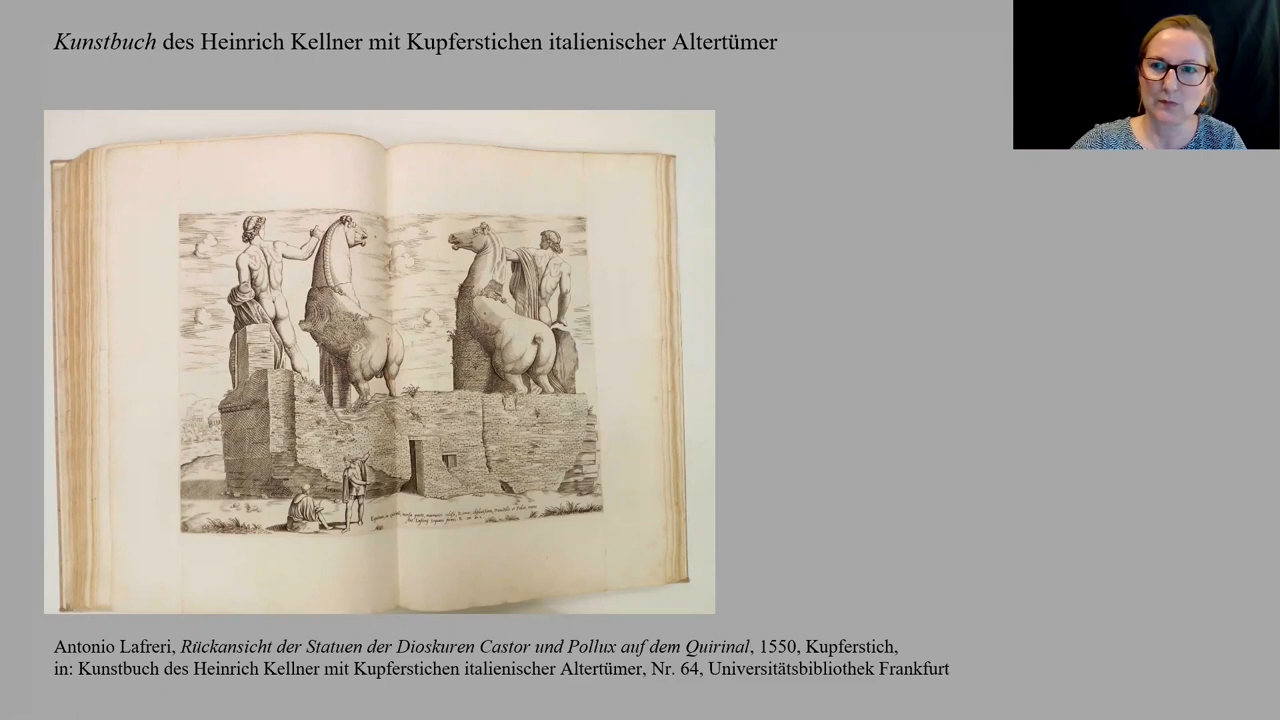 Kunstbuch des Heinrich Kellner mit Kupferstichen italienischer Altertümer
Antonio Lafreri, Rückansicht der Statuen der Dioskuren Castor und Pollux auf dem Quirinal, 1550, Kupferstich,
in: Kunstbuch des Heinrich Kellner mit Kupferstichen italienischer Altertümer, Nr. 64, Universitätsbibliothek Frankfurt